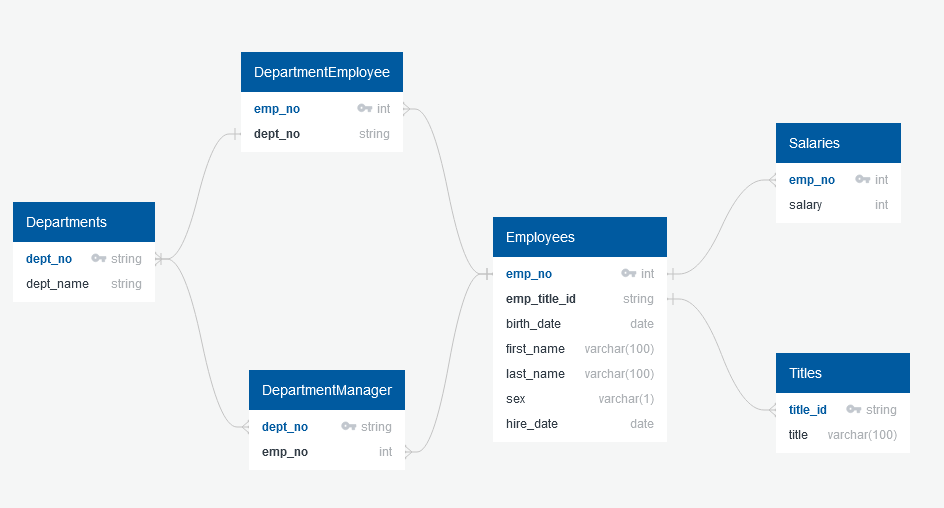 DepartmentEmployee
emp_no int
dept_no string
Departments
dept_no string
dept_name string
DepartmentManager
dept_no string
emp_no int
Employees
emp_no int
emp_title_id string
birth_date date
first_name varchar(100)
last_name varchar(100)
sex varchar(1)
hire_date date
Salaries
emp_no int
salary int
Titles
title_id string
title varchar(100)